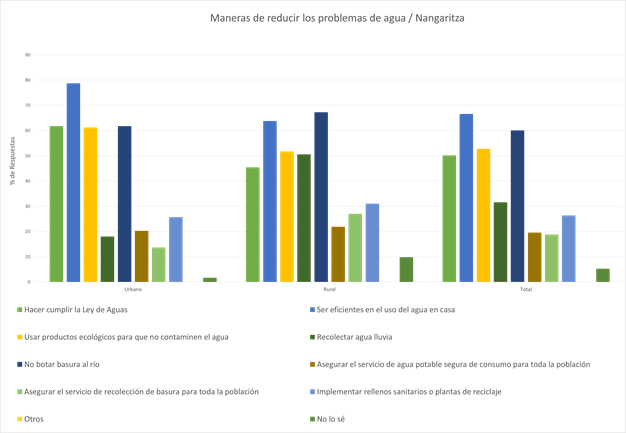 Maneras de reducir los problemas de agua / Nangaritza
90
80
70
60
50
40
30
20
10
0
% de Respuestas
Urbano
Rural
Total
Hacer cumplir la Ley de Aguas
Ser eficientes en el uso del agua en casa
Usar productos ecológicos para que no contaminen el agua
Recolectar agua lluvia
No botar basura al río
Asegurar el servicio de agua potable segura de consumo para toda la población
Asegurar el servicio de recolección de basura para toda la población
Implementar rellenos sanitarios o plantas de reciclaje
Otros
No lo sé